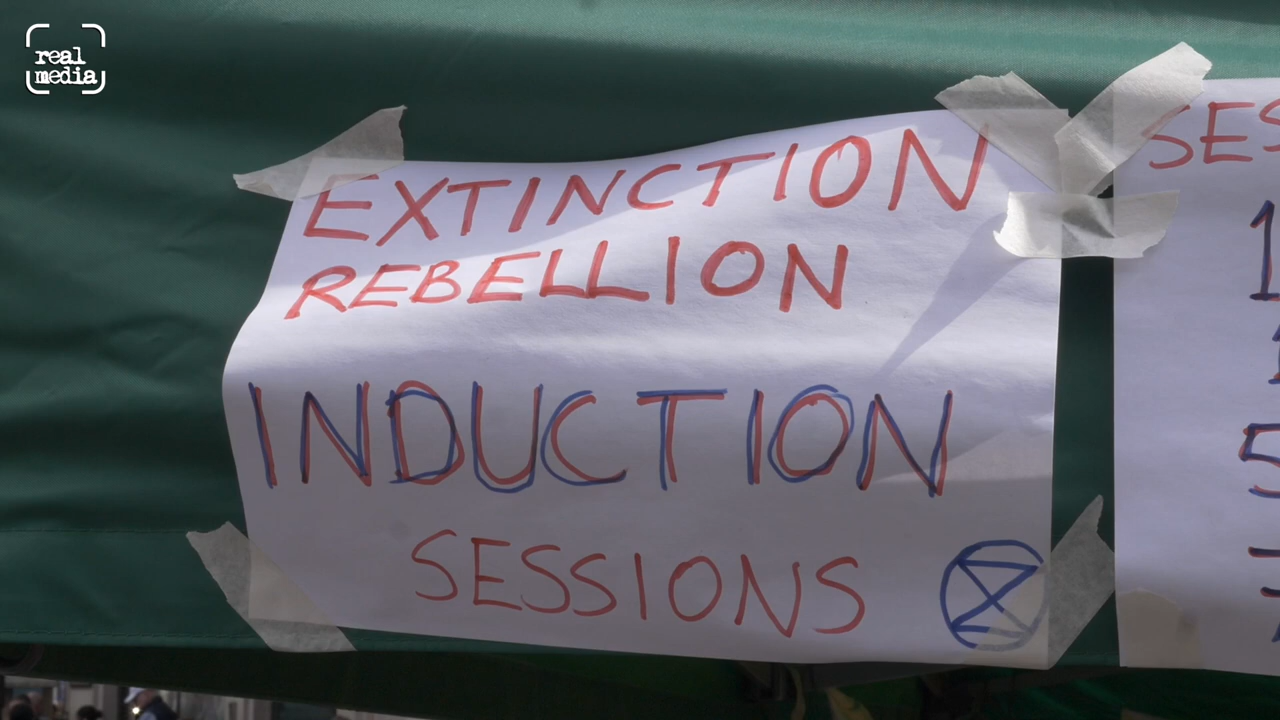 real
media
EXTINCTION
REBELLION
INDUCTION
SESSIONS